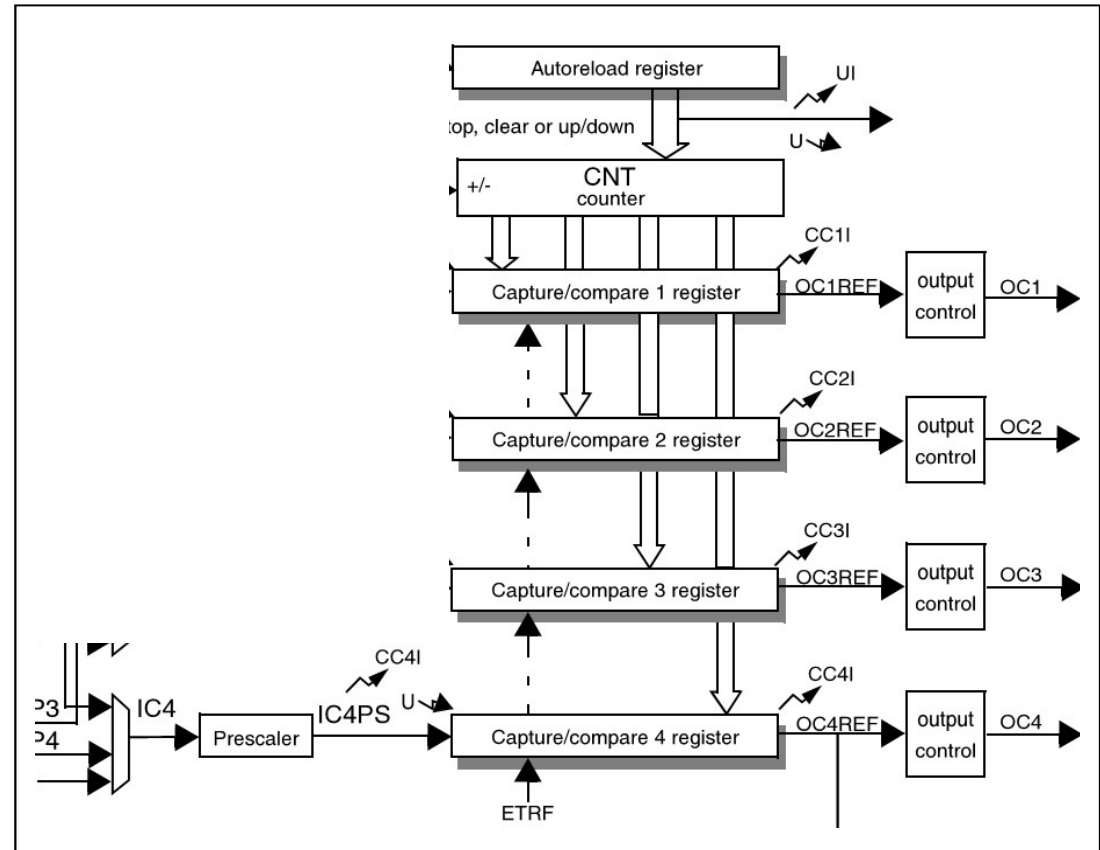 Autoreload register
UI
top, clear or up/down
U
CNT
+/-
counter
CC1I
Capture/compare 1 register
OC1REF
output
control
OC1
CC2I
Capture/compare 2 register
OC2REF
output
control
OC2
CC3I
Capture/compare 3 register
OC3REF
output
control
OC3
CC4I
CC4I
P3
IC4
U
IC4PS
P4
Prescaler
Capture/compare 4 register
OC4REF
output
control
OC4
ETRF